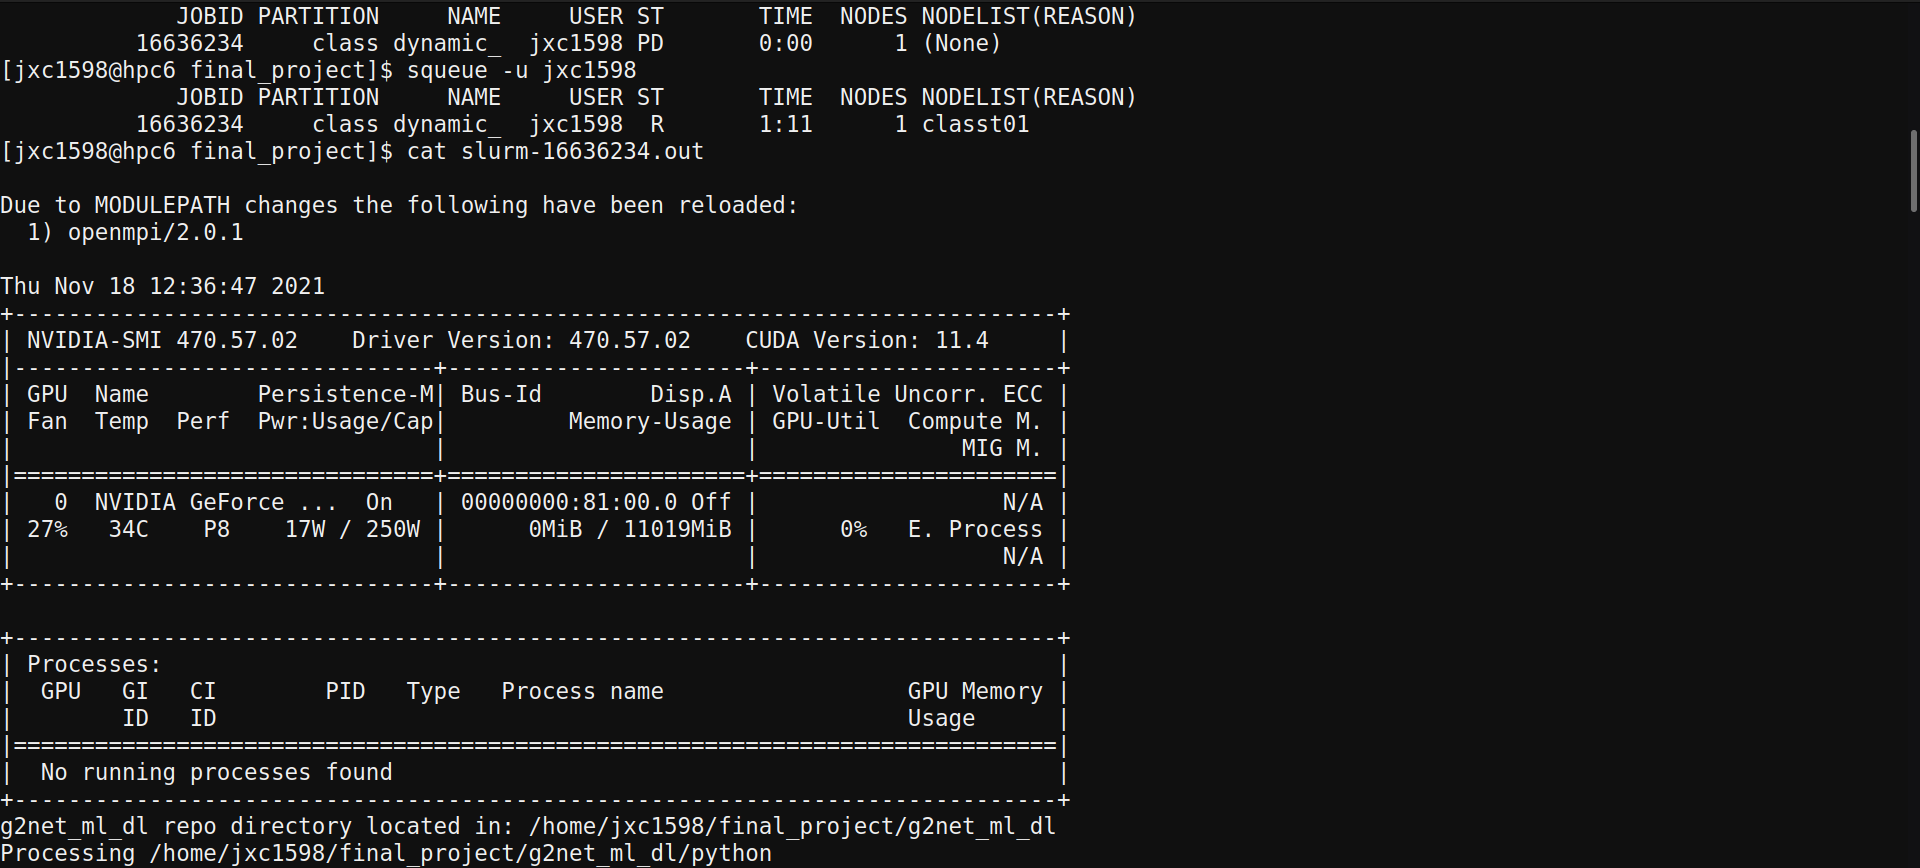 JOBID PARTITION     NAME     USER ST       TIME  NODES NODELIST(REASON)
          16636234     class dynamic_  jxc1598 PD       0:00      1 (None)
[jxc1598@hpc6 final_project]$ squeue -u jxc1598
             JOBID PARTITION     NAME     USER ST       TIME  NODES NODELIST(REASON)
          16636234     class dynamic_  jxc1598  R       1:11      1 classt01
[jxc1598@hpc6 final_project]$ cat slurm-16636234.out

Due to MODULEPATH changes the following have been reloaded:
  1) openmpi/2.0.1

Thu Nov 18 12:36:47 2021
+-----------------------------------------------------------------------------+
| NVIDIA-SMI 470.57.02    Driver Version: 470.57.02    CUDA Version: 11.4     |
|-------------------------------+----------------------+----------------------+
| GPU  Name        Persistence-M| Bus-Id        Disp.A | Volatile Uncorr. ECC |
| Fan  Temp  Perf  Pwr:Usage/Cap|         Memory-Usage | GPU-Util  Compute M. |
|                               |                      |               MIG M. |
|===============================+======================+======================|
|   0  NVIDIA GeForce ...  On   | 00000000:81:00.0 Off |                  N/A |
| 27%   34C    P8    17W / 250W |      0MiB / 11019MiB |      0%   E. Process |
|                               |                      |                  N/A |
+-------------------------------+----------------------+----------------------+

+-----------------------------------------------------------------------------+
| Processes:                                                                  |
|  GPU   GI   CI        PID   Type   Process name                  GPU Memory |
|        ID   ID                                                   Usage      |
|=============================================================================|
|  No running processes found                                                 |
+-----------------------------------------------------------------------------+
g2net_ml_dl repo directory located in: /home/jxc1598/final_project/g2net_ml_dl
Processing /home/jxc1598/final_project/g2net_ml_dl/python